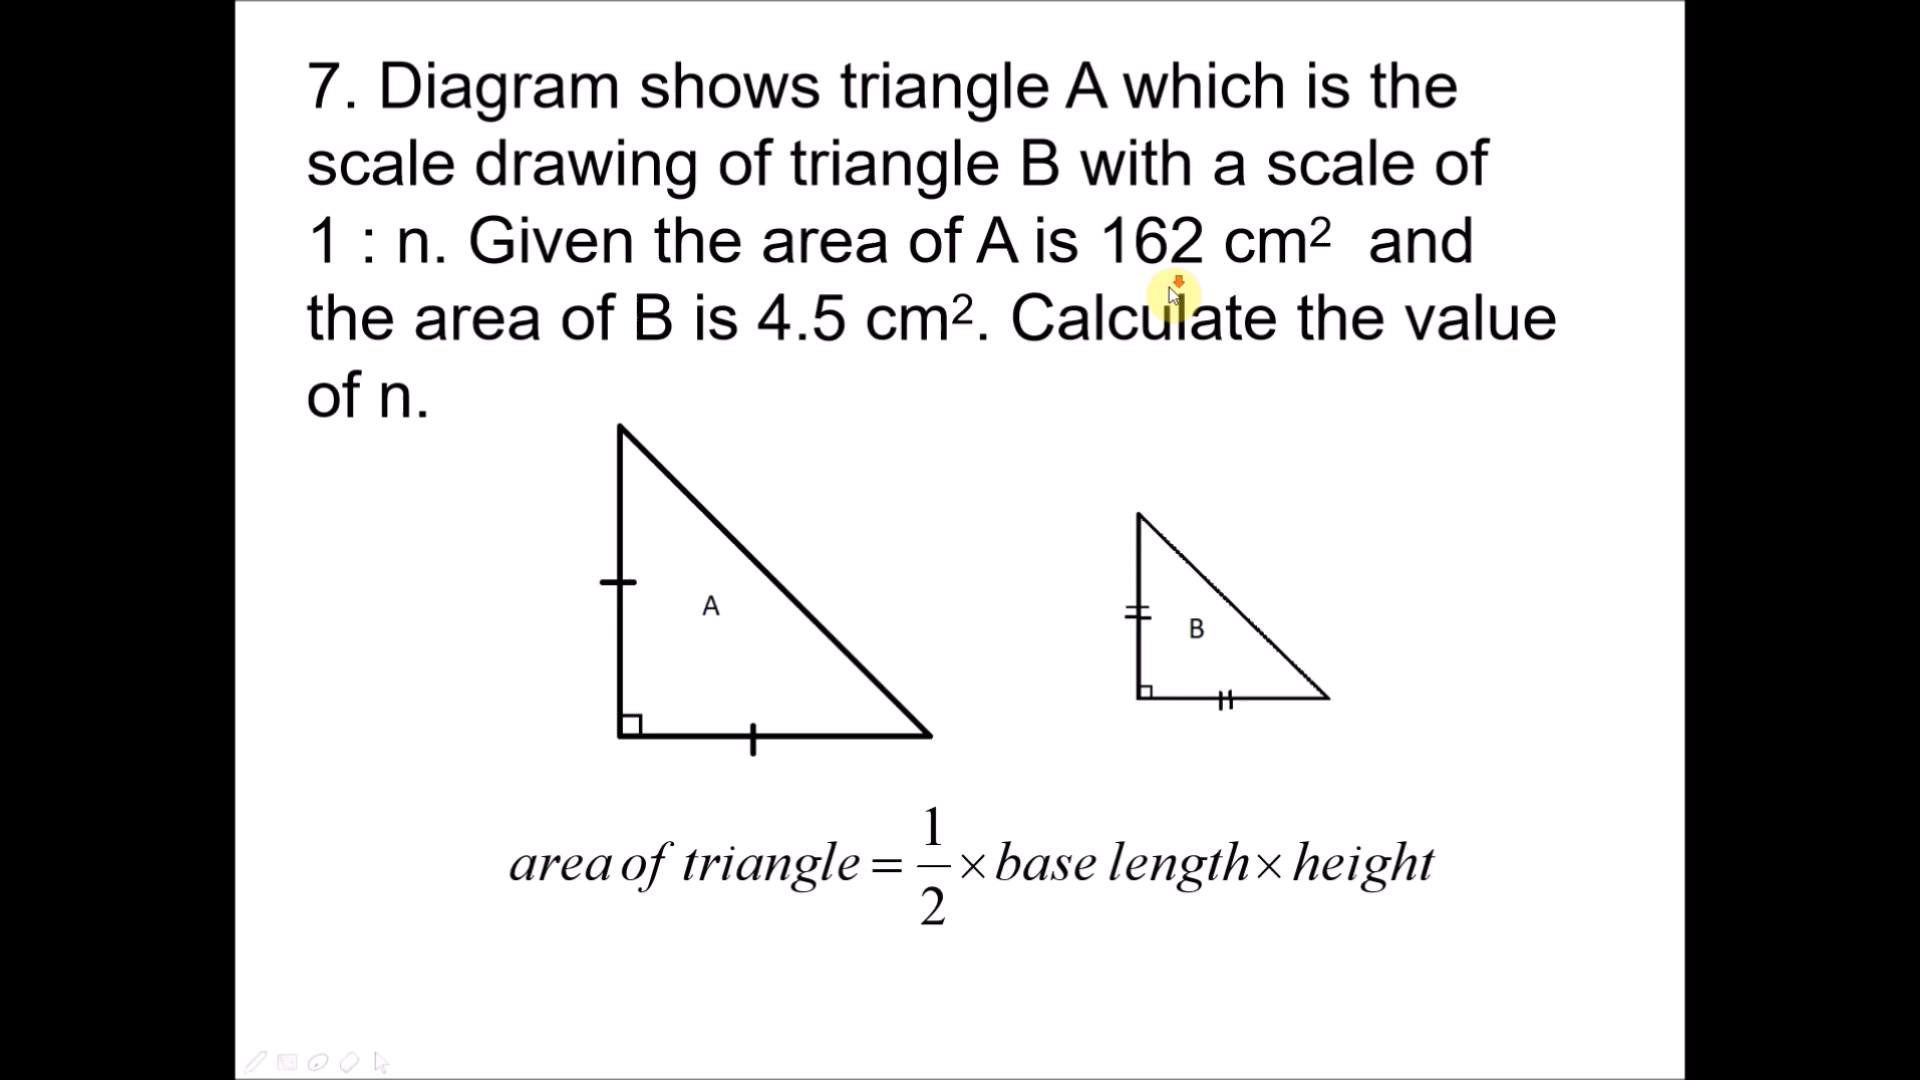 7. Diagram shows triangle A which is the
scale drawing of triangle B with a scale of
1 : n. Given the area of A is 162 cm² and
the area of B is 4.5 cm². Calculate the value
of n.
A
B
area of triangle = 1/2 × base length × height